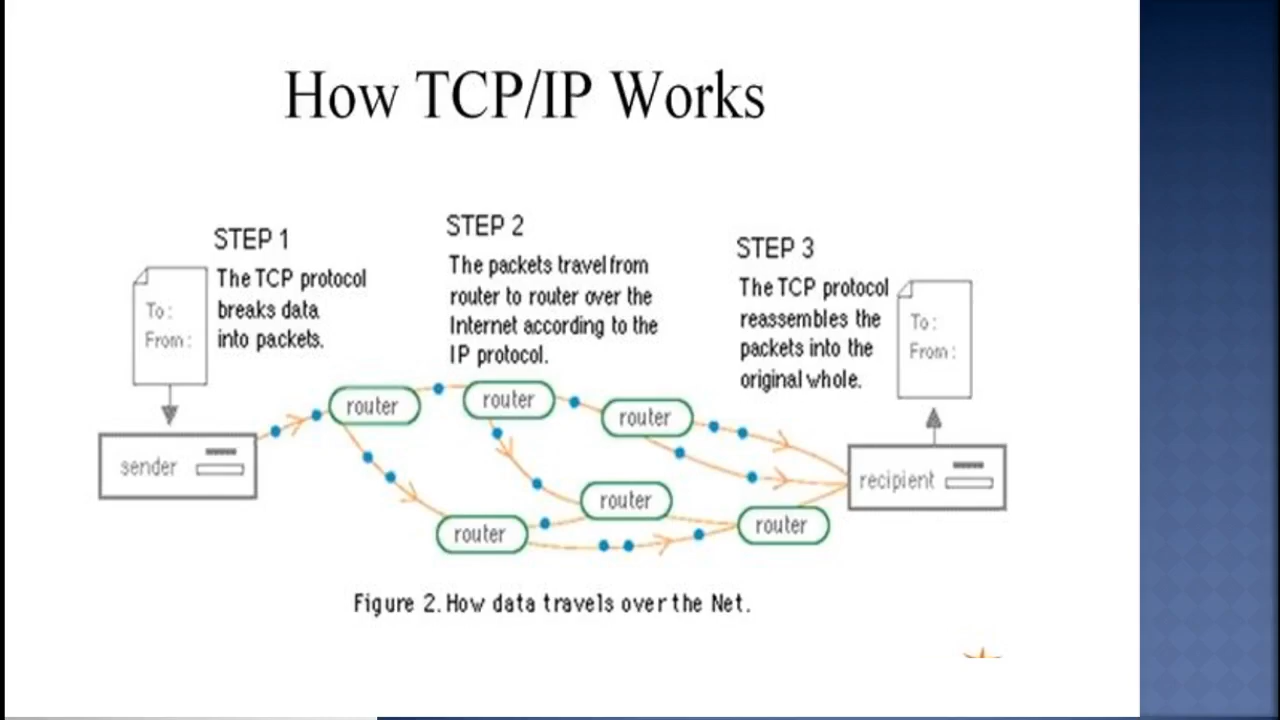 How TCP/IP Works
STEP 1
The TCP protocol
breaks data
into packets.
To:
From:
STEP 2
The packets travel from
router to router over the
Internet according to the
IP protocol.
STEP 3
The TCP protocol
reassembles the
packets into the
original whole.
To:
From:
sender
router
router
router
router
router
router
recipient
Figure 2. How data travels over the Net.